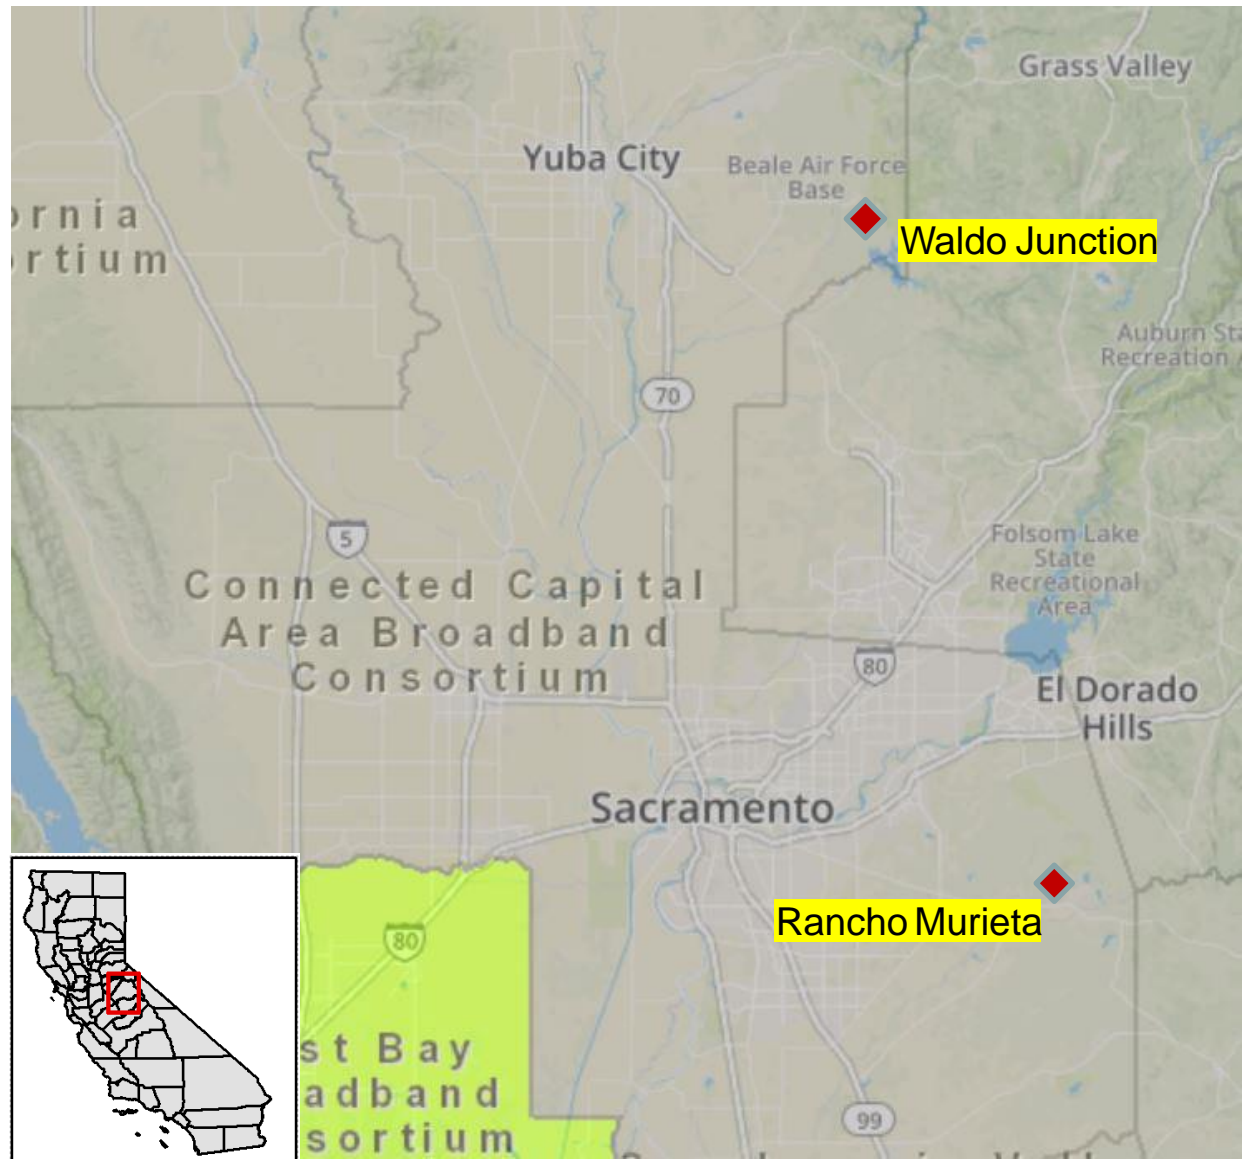 Grass Valley
Yuba City
Beale Air Force
Base
Waldo Junction
ornia
ortium
Auburn Sta
Recreation A
70
5
Folsom Lake
State
Recreational
Area
Connected Capital
Area Broadband
Consortium
80
El Dorado
Hills
Sacramento
Rancho Murieta
80
st Bay
adband
sortium
99